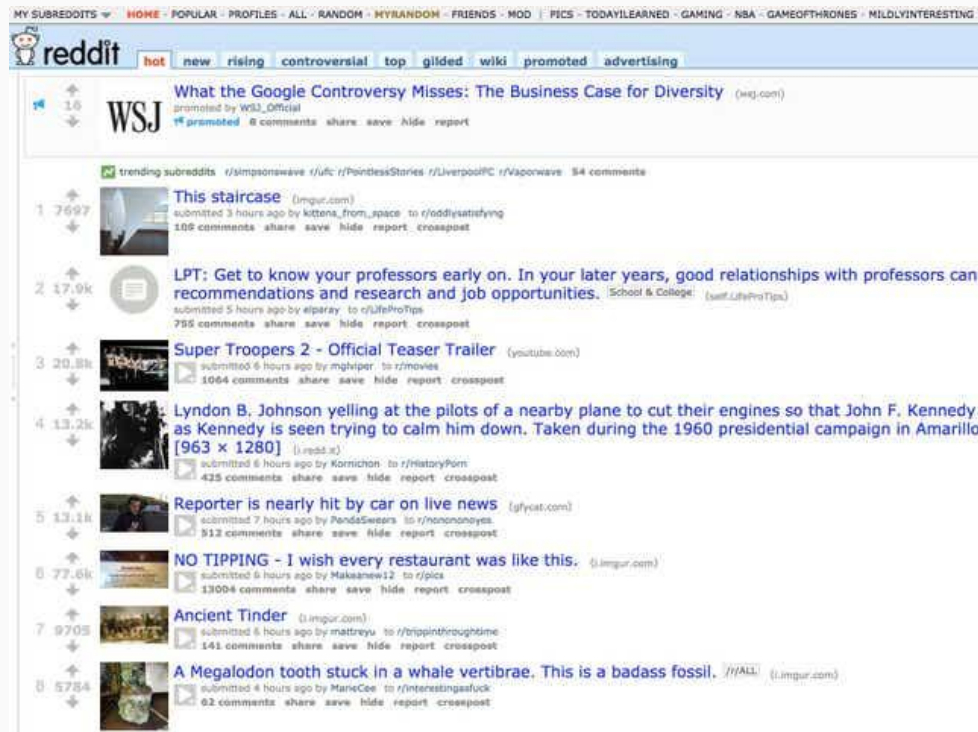 MY SUBREDDITS HOME - POPULAR - PROFILES - ALL - RANDOM - MYRANDOM - FRIENDS - MOD | PICS - TODAYILEARNED - GAMING - NBA - GAMEOFTHRONES - MILDLYINTERESTING
reddit hot new rising controversial top gilded wiki promoted advertising
What the Google Controversy Misses: The Business Case for Diversity (wsj.com)
16 WSJ promoted by WSJ_Official
promoted 8 comments share save hide report
trending subreddits r/simpsonswave r/ufc r/PointlessStories r/LiverpoolFC r/Vaporwave 54 comments
This staircase (imgur.com)
1 7697 submitted 3 hours ago by kittens_from_space to r/oddlysatisfying
109 comments share save hide report crosspost
LPT: Get to know your professors early on. In your later years, good relationships with professors can
2 17.9k recommendations and research and job opportunities. School & College (self.LifeProTips)
submitted 5 hours ago by elparay to r/LifeProTips
755 comments share save hide report crosspost
Super Troopers 2 - Official Teaser Trailer (youtube.com)
3 20.8k submitted 6 hours ago by mglviper to r/movies
1064 comments share save hide report crosspost
Lyndon B. Johnson yelling at the pilots of a nearby plane to cut their engines so that John F. Kennedy
4 13.2k as Kennedy is seen trying to calm him down. Taken during the 1960 presidential campaign in Amarillo
[963 × 1280] (i.redd.it)
submitted 6 hours ago by Kornichon to r/HistoryPorn
425 comments share save hide report crosspost
Reporter is nearly hit by car on live news (gfycat.com)
5 13.1k submitted 7 hours ago by PandaSwears to r/nonononoyes
512 comments share save hide report crosspost
NO TIPPING - I wish every restaurant was like this. (i.imgur.com)
6 77.6k submitted 6 hours ago by Makeanew12 to r/pics
13004 comments share save hide report crosspost
Ancient Tinder (i.imgur.com)
7 9705 submitted 6 hours ago by mattreyu to r/trippinthroughtime
141 comments share save hide report crosspost
A Megalodon tooth stuck in a whale vertibrae. This is a badass fossil. /r/ALL (i.imgur.com)
8 5784 submitted 4 hours ago by ManicCee to r/interestingasfuck
62 comments share save hide report crosspost